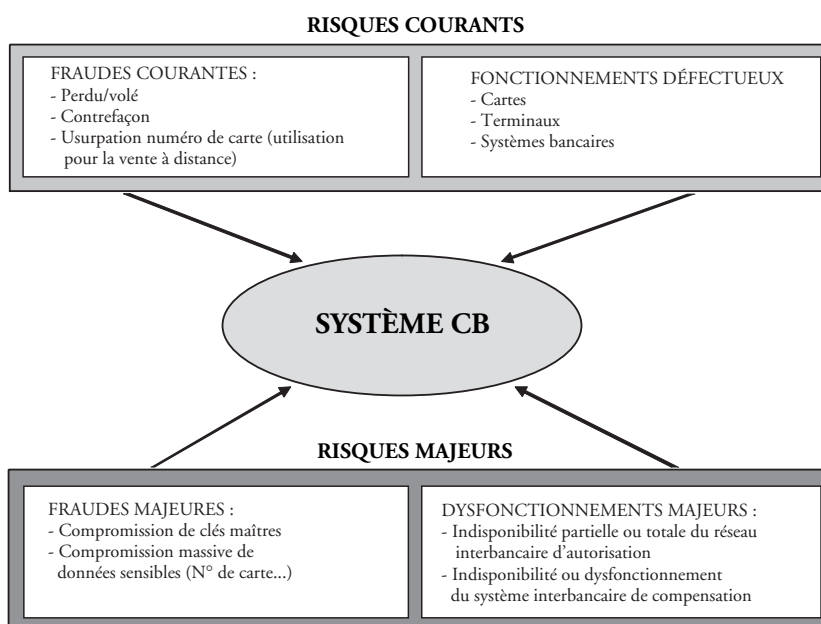 RISQUES COURANTS
FRAUDES COURANTES :
- Perdu/volé
- Contrefaçon
- Usurpation numéro de carte (utilisation
pour la vente à distance)
FONCTIONNEMENTS DÉFECTUEUX
- Cartes
- Terminaux
- Systèmes bancaires
SYSTÈME CB
RISQUES MAJEURS
FRAUDES MAJEURES :
- Compromission de clés maîtres
- Compromission massive de
données sensibles (N° de carte...)
DYSFONCTIONNEMENTS MAJEURS :
- Indisponibilité partielle ou totale du réseau
interbancaire d'autorisation
- Indisponibilité ou dysfonctionnement
du système interbancaire de compensation